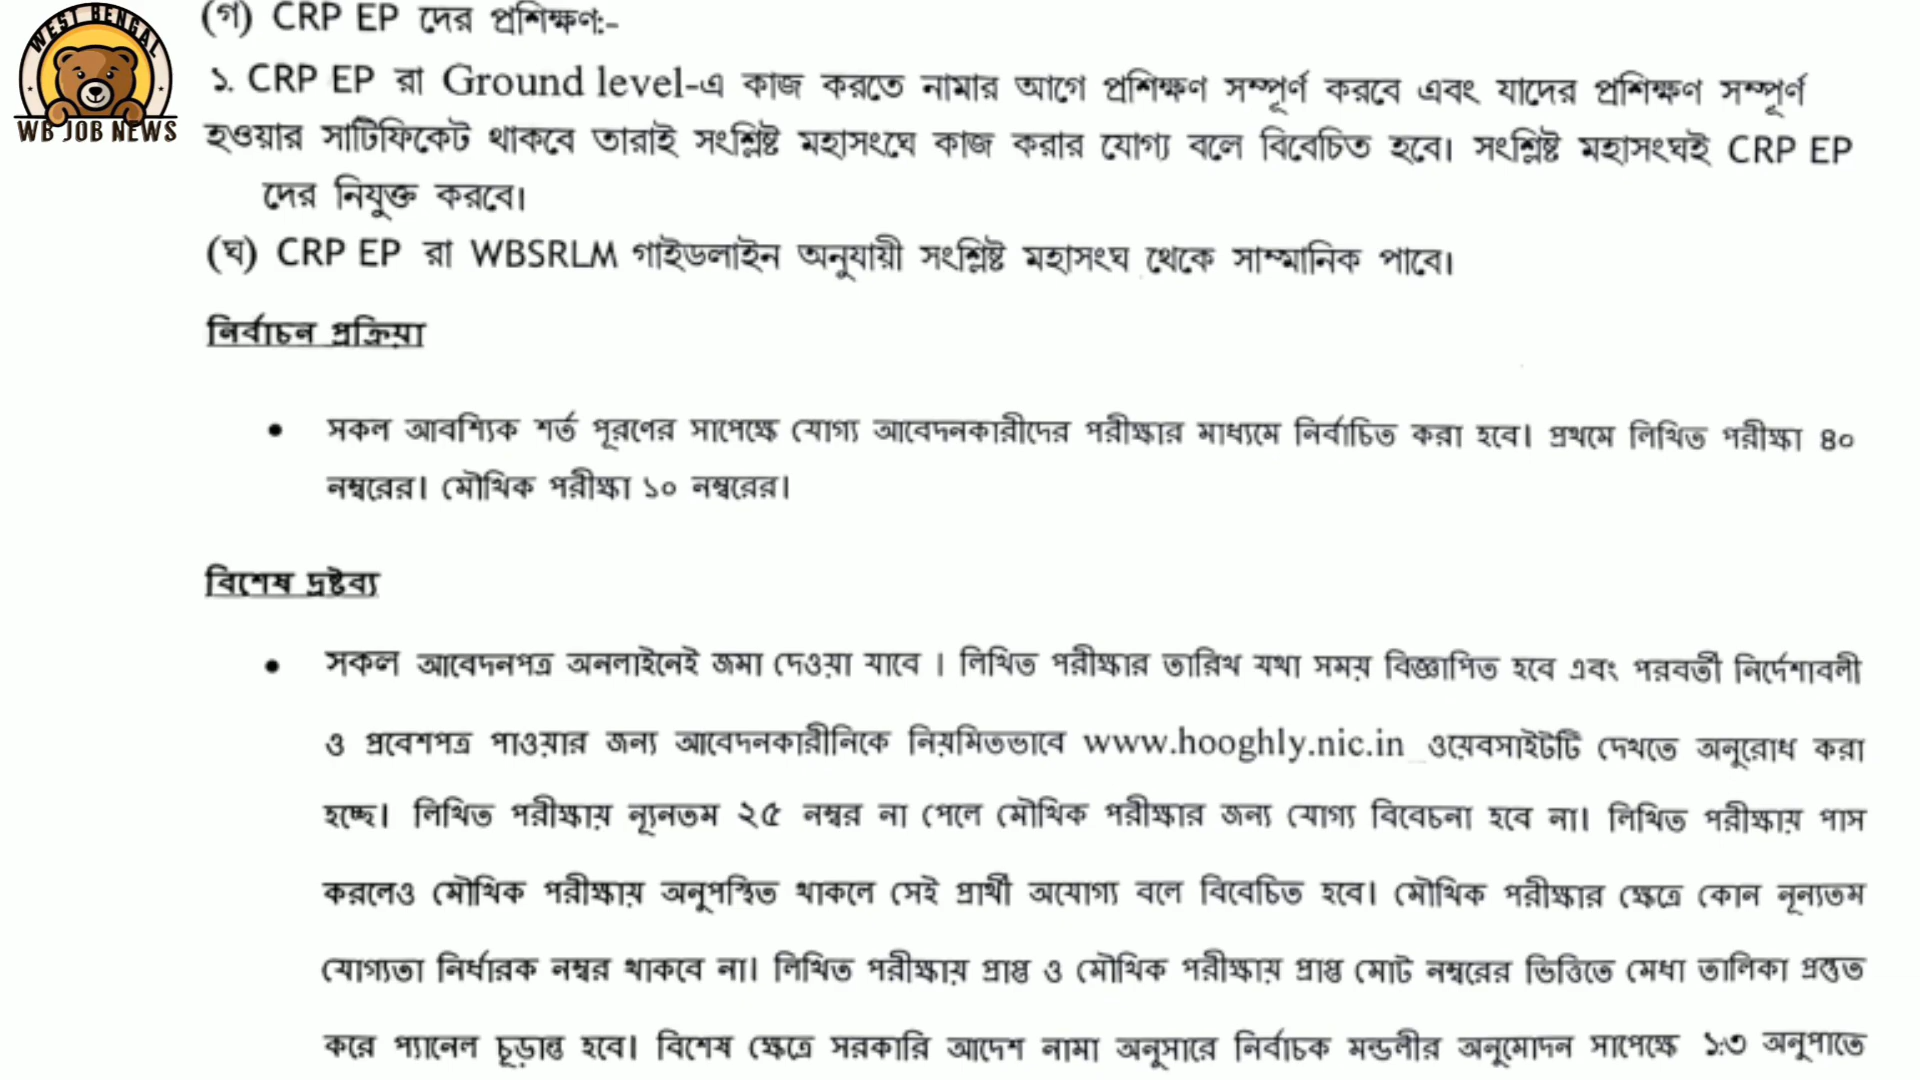 WEST BENGAL
WB JOB NEWS
(গ) CRP EP দের প্রশিক্ষণ:-
১. CRP EP রা Ground level-এ কাজ করতে নামার আগে প্রশিক্ষণ সম্পূর্ণ করবে এবং যাদের প্রশিক্ষণ সম্পূর্ণ
হওয়ার সার্টিফিকেট থাকবে তারাই সংশ্লিষ্ট মহাসংঘে কাজ করার যোগ্য বলে বিবেচিত হবে। সংশ্লিষ্ট মহাসংঘই CRP EP
দের নিযুক্ত করবে।
(ঘ) CRP EP রা WBSRLM গাইডলাইন অনুযায়ী সংশ্লিষ্ট মহাসংঘ থেকে সাম্মানিক পাবে।
নির্বাচন প্রক্রিয়া
• সকল আবশ্যিক শর্ত পূরণের সাপেক্ষে যোগ্য আবেদনকারীদের পরীক্ষার মাধ্যমে নির্বাচিত করা হবে। প্রথমে লিখিত পরীক্ষা ৪০
নম্বরের। মৌখিক পরীক্ষা ১০ নম্বরের।
বিশেষ দ্রষ্টব্য
• সকল আবেদনপত্র অনলাইনেই জমা দেওয়া যাবে । লিখিত পরীক্ষার তারিখ যথা সময় বিজ্ঞাপিত হবে এবং পরবর্তী নির্দেশাবলী
ও প্রবেশপত্র পাওয়ার জন্য আবেদনকারীনিকে নিয়মিতভাবে www.hooghly.nic.in ওয়েবসাইটটি দেখতে অনুরোধ করা
হচ্ছে। লিখিত পরীক্ষায় ন্যূনতম ২৫ নম্বর না পেলে মৌখিক পরীক্ষার জন্য যোগ্য বিবেচনা হবে না। লিখিত পরীক্ষায় পাস
করলেও মৌখিক পরীক্ষায় অনুপস্থিত থাকলে সেই প্রার্থী অযোগ্য বলে বিবেচিত হবে। মৌখিক পরীক্ষার ক্ষেত্রে কোন নূন্যতম
যোগ্যতা নির্ধারক নম্বর থাকবে না। লিখিত পরীক্ষায় প্রাপ্ত ও মৌখিক পরীক্ষায় প্রাপ্ত মোট নম্বরের ভিত্তিতে মেধা তালিকা প্রস্তুত
করে প্যানেল চূড়ান্ত হবে। বিশেষ ক্ষেত্রে সরকারি আদেশ নামা অনুসারে নির্বাচক মন্ডলীর অনুমোদন সাপেক্ষে ১:৩ অনুপাতে